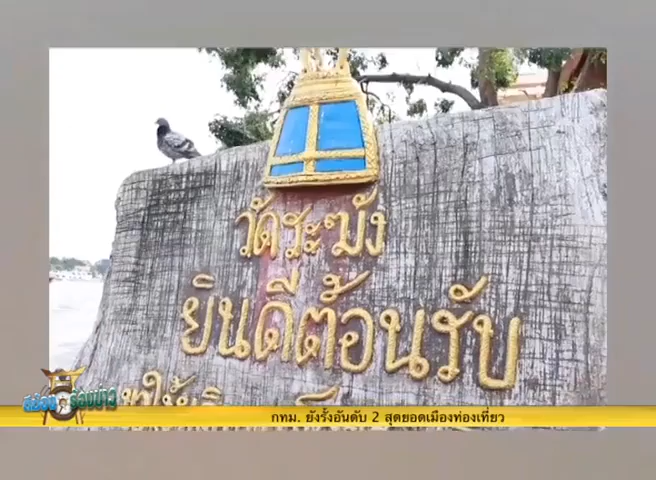 วัดระฆัง
ยินดีต้อนรับ
กทม. ยังรั้งอันดับ 2 สุดยอดเมืองท่องเที่ยว